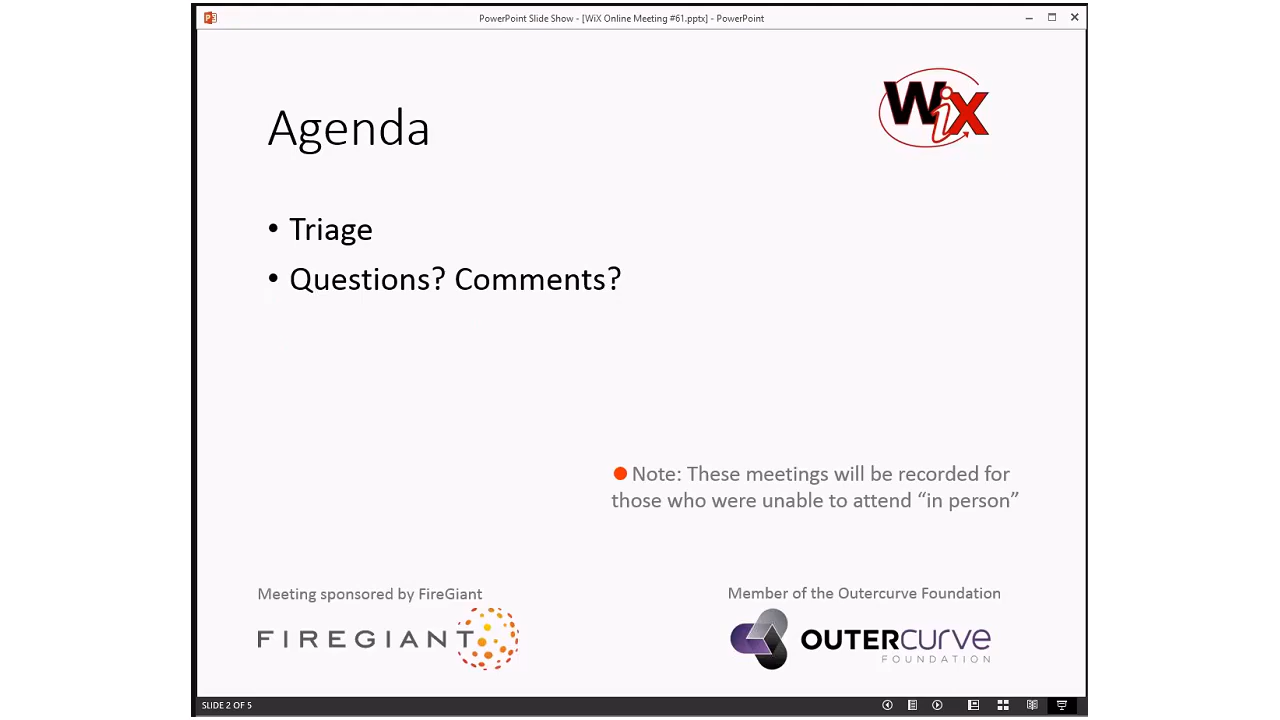 PowerPoint Slide Show - [WiX Online Meeting #61.pptx] - PowerPoint
WiX
Agenda
• Triage
• Questions? Comments?
Note: These meetings will be recorded for
those who were unable to attend “in person”
Meeting sponsored by FireGiant
FIREGIANT
Member of the Outercurve Foundation
OUTERCURVE
FOUNDATION
SLIDE 2 OF 5